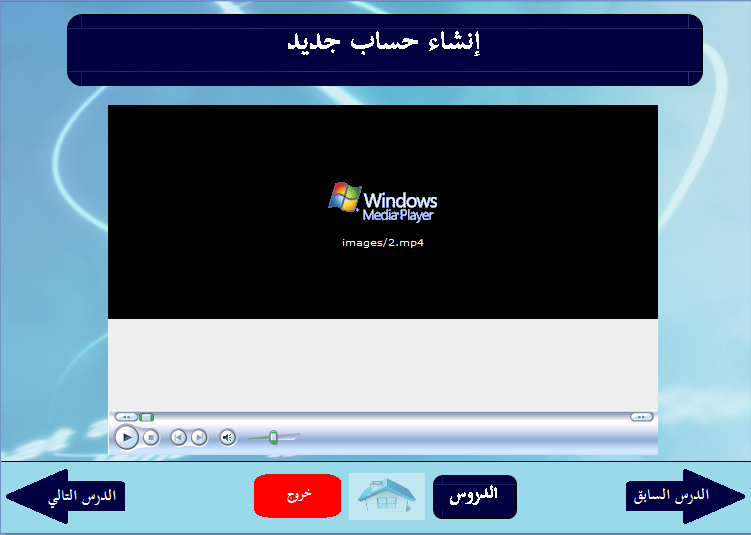 إنشاء حساب جديد
Windows
Media Player
images/2.mp4
الدرس السابق
الدروس
خروج
الدرس التالي